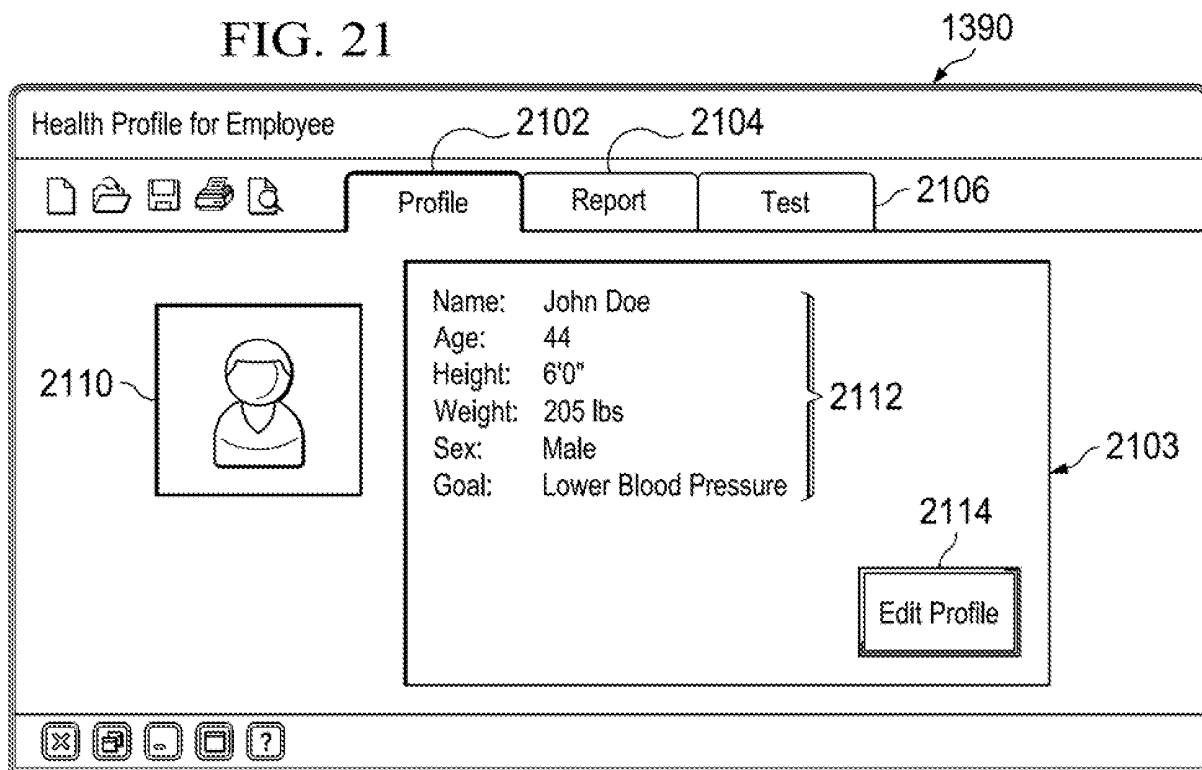 FIG. 21
1390
Health Profile for Employee
2102
2104
Profile
Report
Test
2106
Name: John Doe
Age: 44
Height: 6'0"
Weight: 205 lbs
Sex: Male
Goal: Lower Blood Pressure
2110
2112
2103
2114
Edit Profile
?